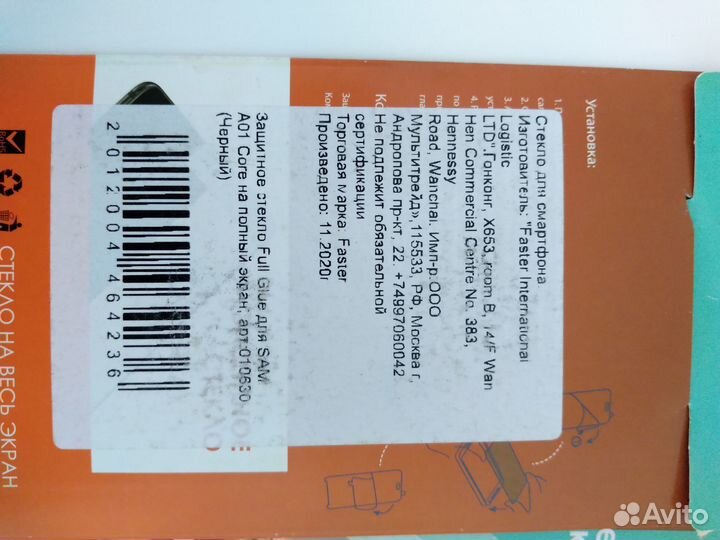 Установка:
Стекло для смартфона
Изготовитель: "Faster International
Logistic
LTD".Гонконг, X653, room B, 14/F Wan
Hen Commercial Centre No. 383,
Hennessy
Road, Wanchai. Имп-р:ООО
Мультитрейд», 115533, РФ, Москва г,
Андропова пр-кт, 22 +74997060042
Не подлежит обязательной
сертификации
Торговая марка: Faster
Произведено: 11.2020г
Защитное стекло Full Glue для SAM
A01 Core на полный экран, арт.010630
(Черный)
2012004464236
СТЕКЛО
RoHS
СТЕКЛО НА ВЕСЬ ЭКРАН
Avito